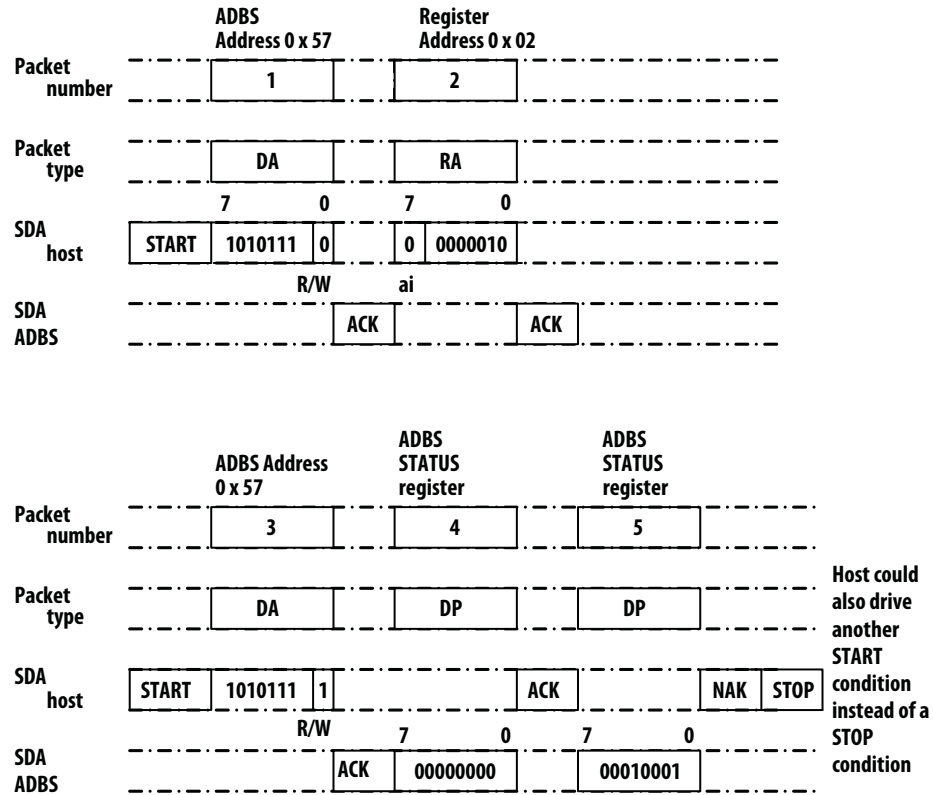 ADBS
Address 0 x 57
Register
Address 0 x 02
Packet
number
1
2
Packet
type
DA
RA
7 0 7 0
SDA
host
START 1010111 0 0 0000010
R/W ai
SDA
ADBS
ACK ACK
ADBS Address
0 x 57
ADBS
STATUS
register
ADBS
STATUS
register
Packet
number
3 4 5
Packet
type
DA DP DP
SDA
host
START 1010111 1 ACK NAK STOP
R/W 7 0 7 0
SDA
ADBS
ACK 00000000 00010001
Host could
also drive
another
START
condition
instead of a
STOP
condition